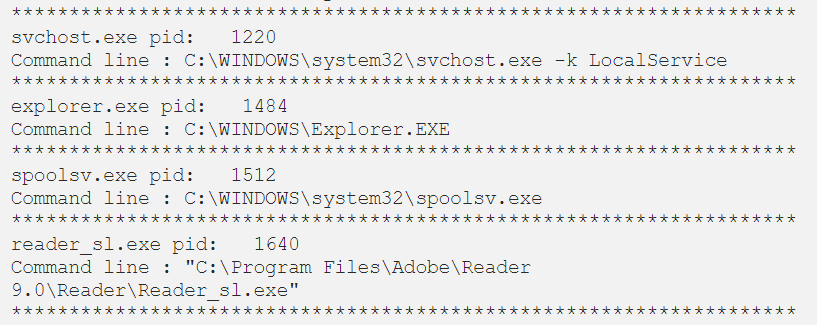 **********************************************************************
svchost.exe pid:   1220
Command line : C:\WINDOWS\system32\svchost.exe -k LocalService
**********************************************************************
explorer.exe pid:   1484
Command line : C:\WINDOWS\Explorer.EXE
**********************************************************************
spoolsv.exe pid:   1512
Command line : C:\WINDOWS\system32\spoolsv.exe
**********************************************************************
reader_sl.exe pid:   1640
Command line : "C:\Program Files\Adobe\Reader
9.0\Reader\Reader_sl.exe"
**********************************************************************